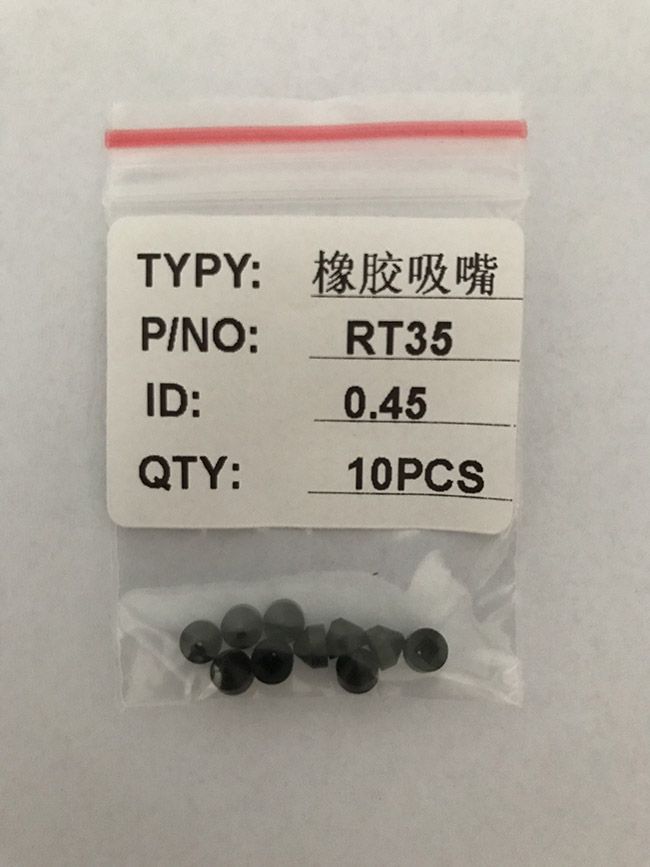 TYPY: 橡胶吸嘴
P/NO: RT35
ID: 0.45
QTY: 10PCS